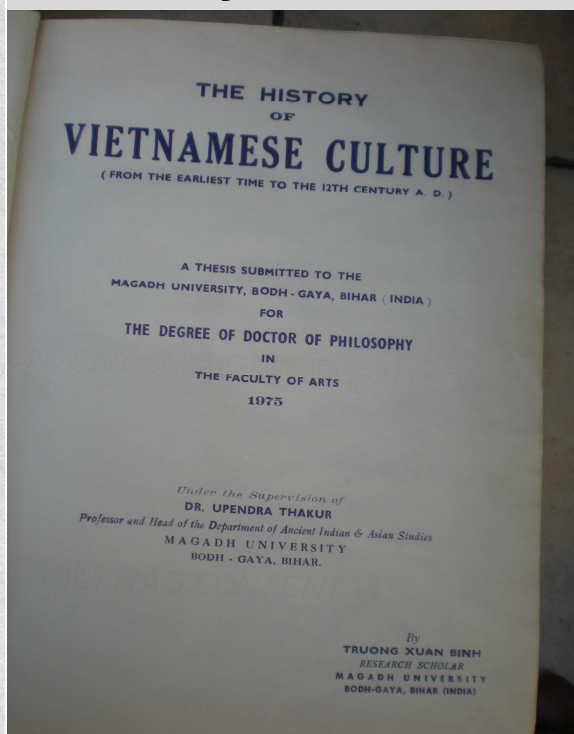 THE HISTORY
OF
VIETNAMESE CULTURE
( FROM THE EARLIEST TIME TO THE 12TH CENTURY A. D. )
A THESIS SUBMITTED TO THE
MAGADH UNIVERSITY, BODH - GAYA, BIHAR ( INDIA )
FOR
THE DEGREE OF DOCTOR OF PHILOSOPHY
IN
THE FACULTY OF ARTS
1975
Under the Supervision of
DR. UPENDRA THAKUR
Professor and Head of the Department of Ancient Indian & Asian Studies
MAGADH UNIVERSITY
BODH - GAYA, BIHAR.
By
TRUONG XUAN BINH
RESEARCH SCHOLAR
MAGADH UNIVERSITY
BODH-GAYA, BIHAR (INDIA)